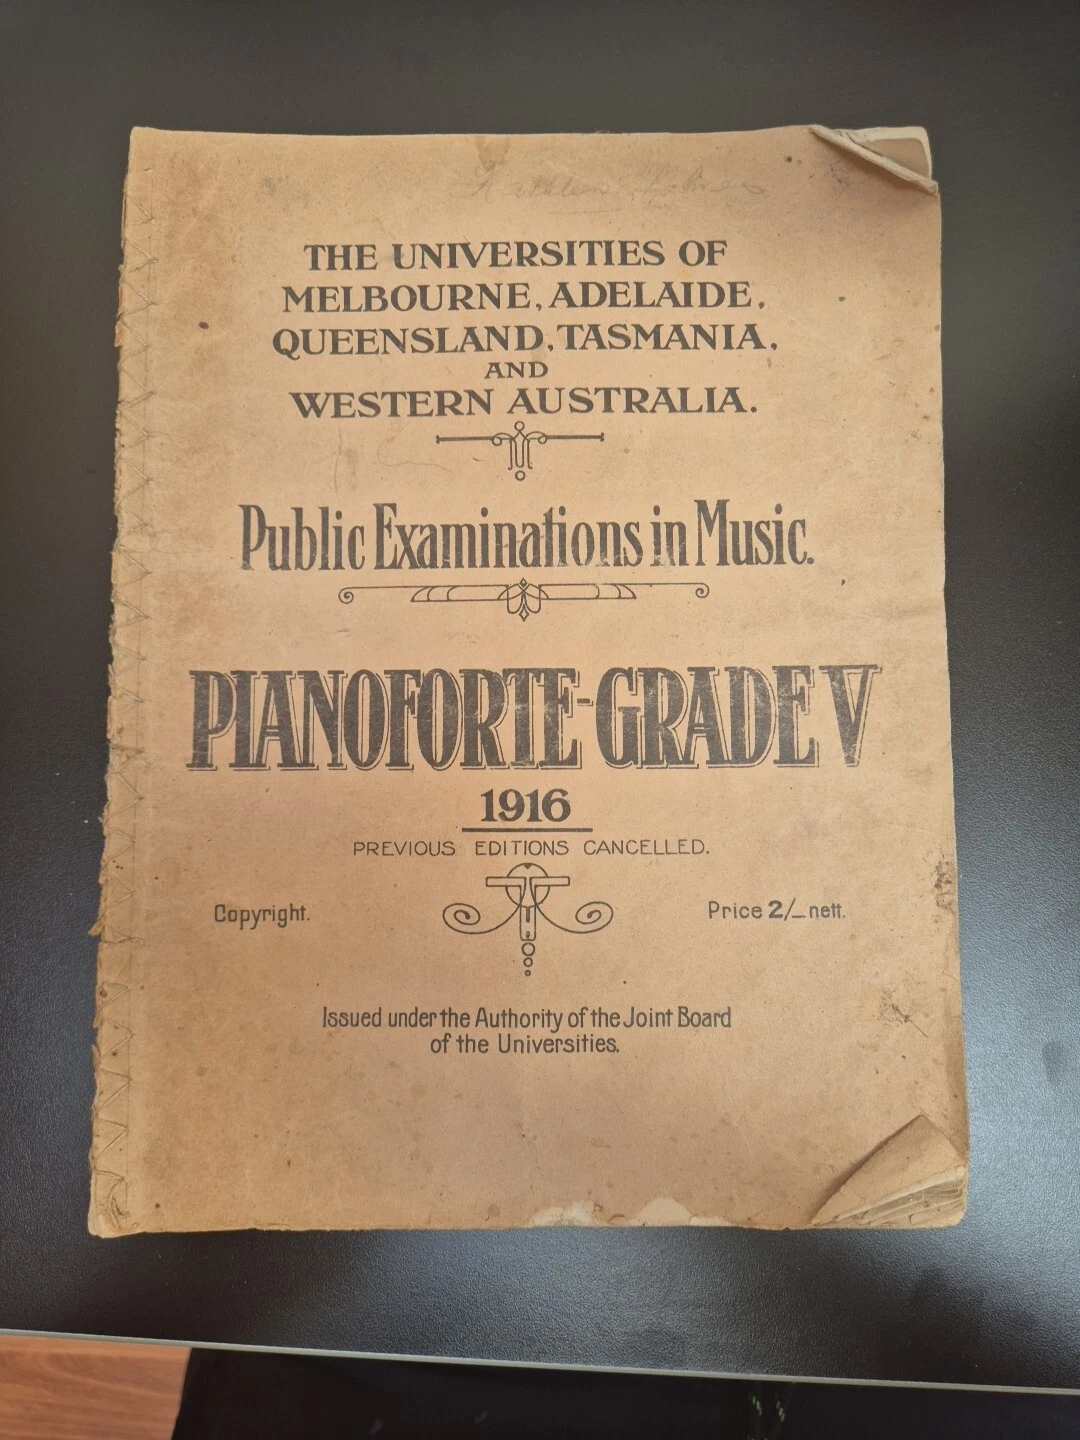 Kathleen
THE UNIVERSITIES OF
MELBOURNE, ADELAIDE,
QUEENSLAND, TASMANIA,
AND
WESTERN AUSTRALIA.
Public Examinations in Music.
PIANOFORTE-GRADE V
1916
PREVIOUS EDITIONS CANCELLED.
Copyright.
Price 2/- nett.
Issued under the Authority of the Joint Board
of the Universities.